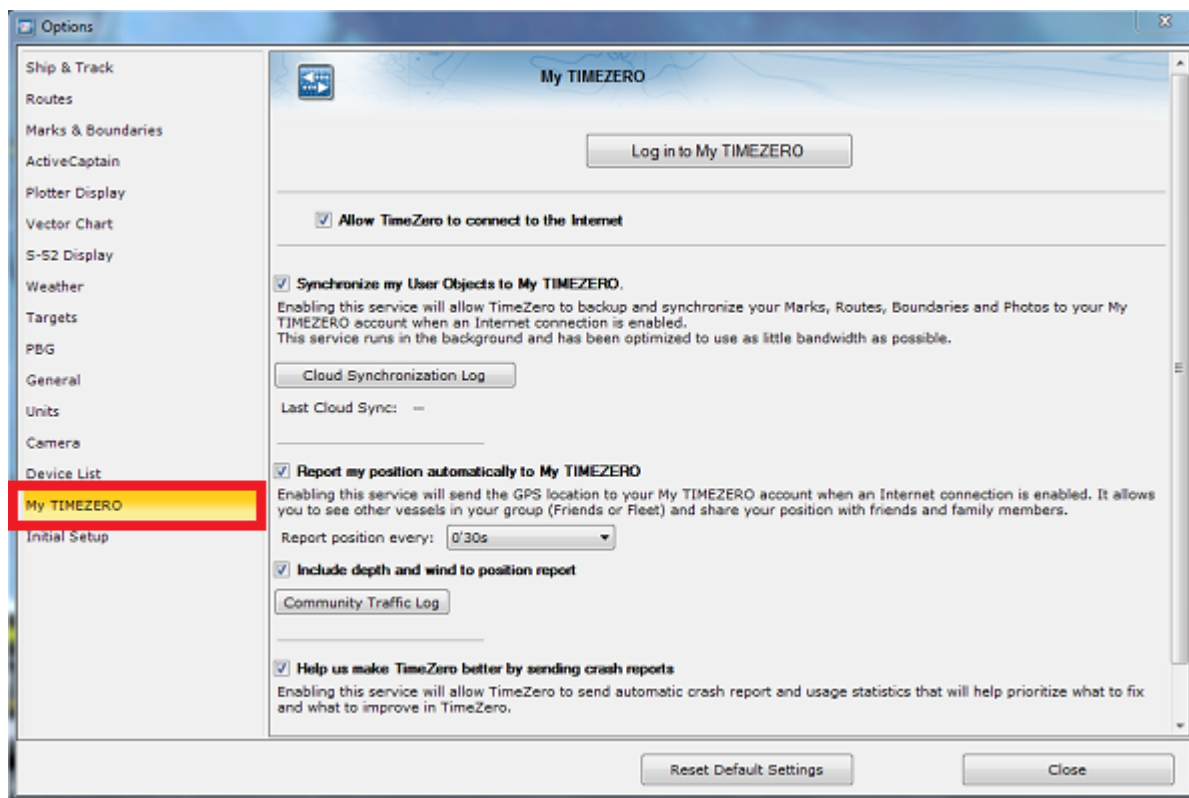 Options
Ship & Track
Routes
Marks & Boundaries
ActiveCaptain
Plotter Display
Vector Chart
S-52 Display
Weather
Targets
PBG
General
Units
Camera
Device List
My TIMEZERO
Initial Setup
My TIMEZERO
Log in to My TIMEZERO
Allow TimeZero to connect to the Internet
Synchronize my User Objects to My TIMEZERO.
Enabling this service will allow TimeZero to backup and synchronize your Marks, Routes, Boundaries and Photos to your My
TIMEZERO account when an Internet connection is enabled.
This service runs in the background and has been optimized to use as little bandwidth as possible.
Cloud Synchronization Log
Last Cloud Sync: --
Report my position automatically to My TIMEZERO
Enabling this service will send the GPS location to your My TIMEZERO account when an Internet connection is enabled. It allows
you to see other vessels in your group (Friends or Fleet) and share your position with friends and family members.
Report position every: 0'30s
Include depth and wind to position report
Community Traffic Log
Help us make TimeZero better by sending crash reports
Enabling this service will allow TimeZero to send automatic crash report and usage statistics that will help prioritize what to fix
and what to improve in TimeZero.
Reset Default Settings
Close